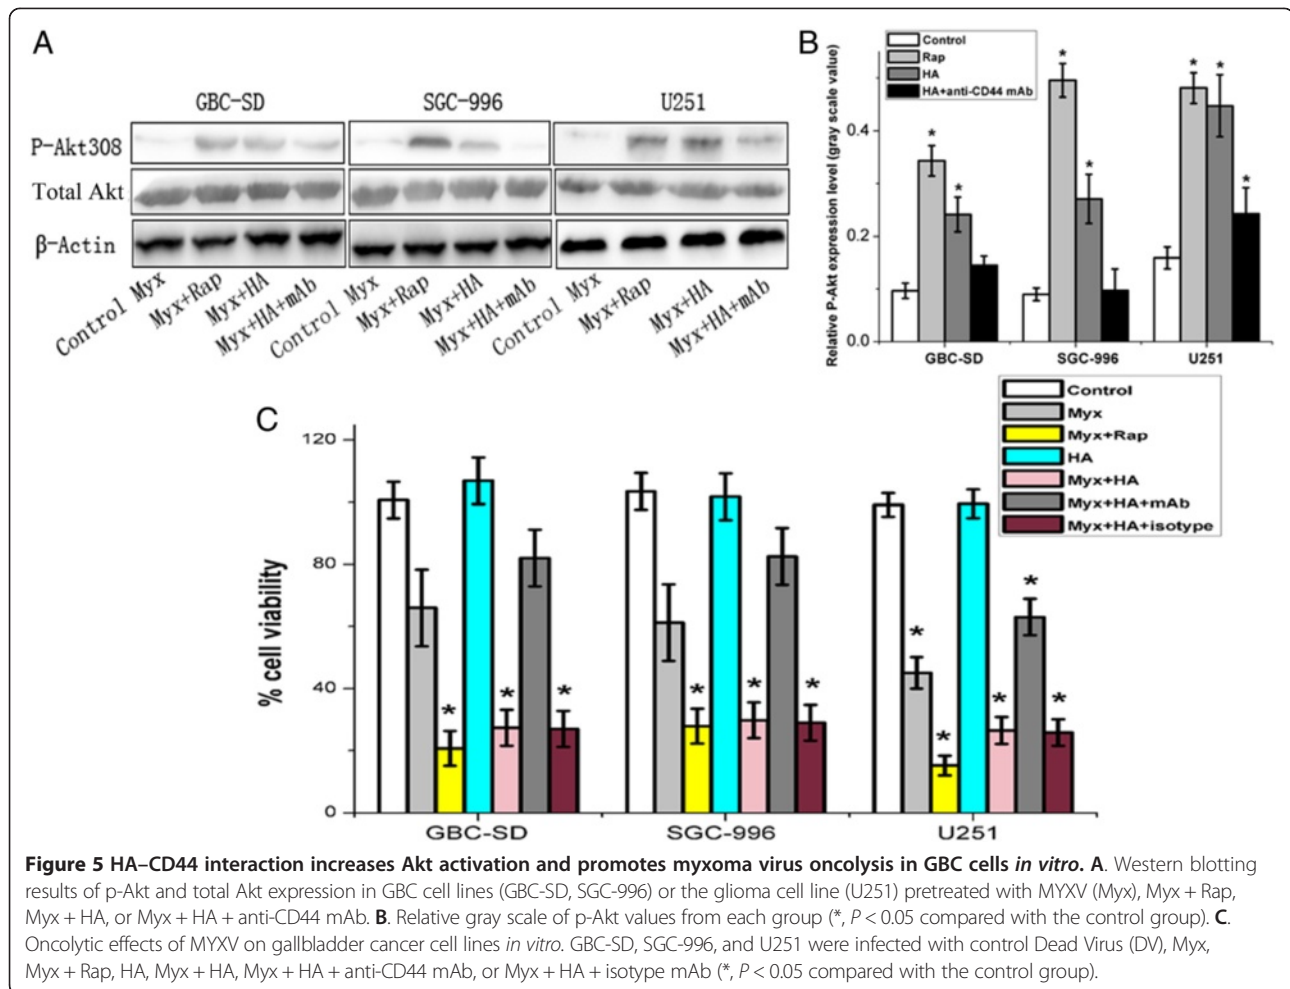 A
GBC-SD SGC-996 U251
P-Akt308
Total Akt
β-Actin
Control Myx
Myx+Rap
Myx+HA
Myx+HA+mAb
Control Myx
Myx+Rap
Myx+HA
Myx+HA+mAb
Control Myx
Myx+Rap
Myx+HA
Myx+HA+mAb
B
Relative P-Akt expression level (gray scale value)
Control
Rap
HA
HA+anti-CD44 mAb
0.4
0.2
0.0
* * * * * * *
GBC-SD SGC-996 U251
C
% cell viability
120
80
40
0
Control
Myx
Myx+Rap
HA
Myx+HA
Myx+HA+mAb
Myx+HA+isotype
* * * * * * * * * * *
GBC-SD SGC-996 U251
Figure 5 HA–CD44 interaction increases Akt activation and promotes myxoma virus oncolysis in GBC cells in vitro. A. Western blotting
results of p-Akt and total Akt expression in GBC cell lines (GBC-SD, SGC-996) or the glioma cell line (U251) pretreated with MYXV (Myx), Myx + Rap,
Myx + HA, or Myx + HA + anti-CD44 mAb. B. Relative gray scale of p-Akt values from each group (*, P < 0.05 compared with the control group). C.
Oncolytic effects of MYXV on gallbladder cancer cell lines in vitro. GBC-SD, SGC-996, and U251 were infected with control Dead Virus (DV), Myx,
Myx + Rap, HA, Myx + HA, Myx + HA + anti-CD44 mAb, or Myx + HA + isotype mAb (*, P < 0.05 compared with the control group).